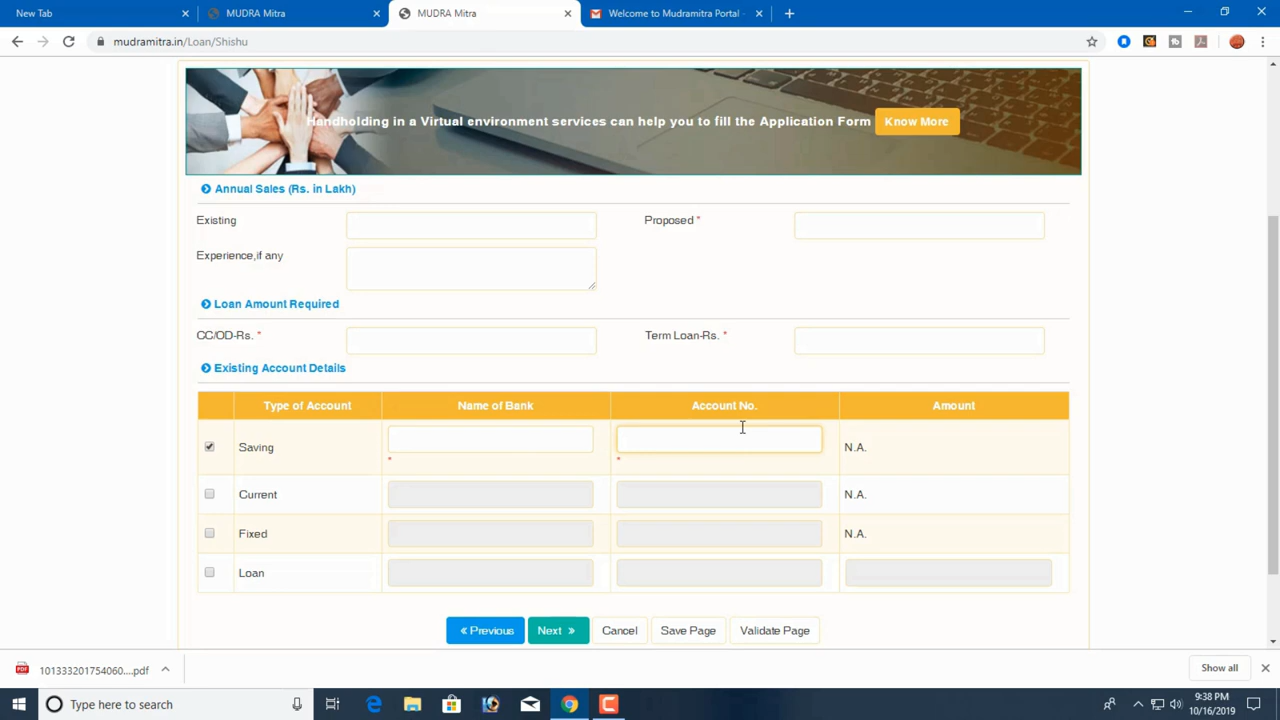 New Tab
MUDRA Mitra
MUDRA Mitra
Welcome to Mudramitra Portal -
mudramitra.in/Loan/Shishu
Handholding in a Virtual environment services can help you to fill the Application Form Know More
Annual Sales (Rs. in Lakh)
Existing
Proposed *
Experience,if any
Loan Amount Required
CC/OD-Rs. *
Term Loan-Rs. *
Existing Account Details
Type of Account Name of Bank Account No. Amount
Saving * * N.A.
Current N.A.
Fixed N.A.
Loan
« Previous Next » Cancel Save Page Validate Page
101333201754060....pdf
Show all
Type here to search
9:38 PM
10/16/2019